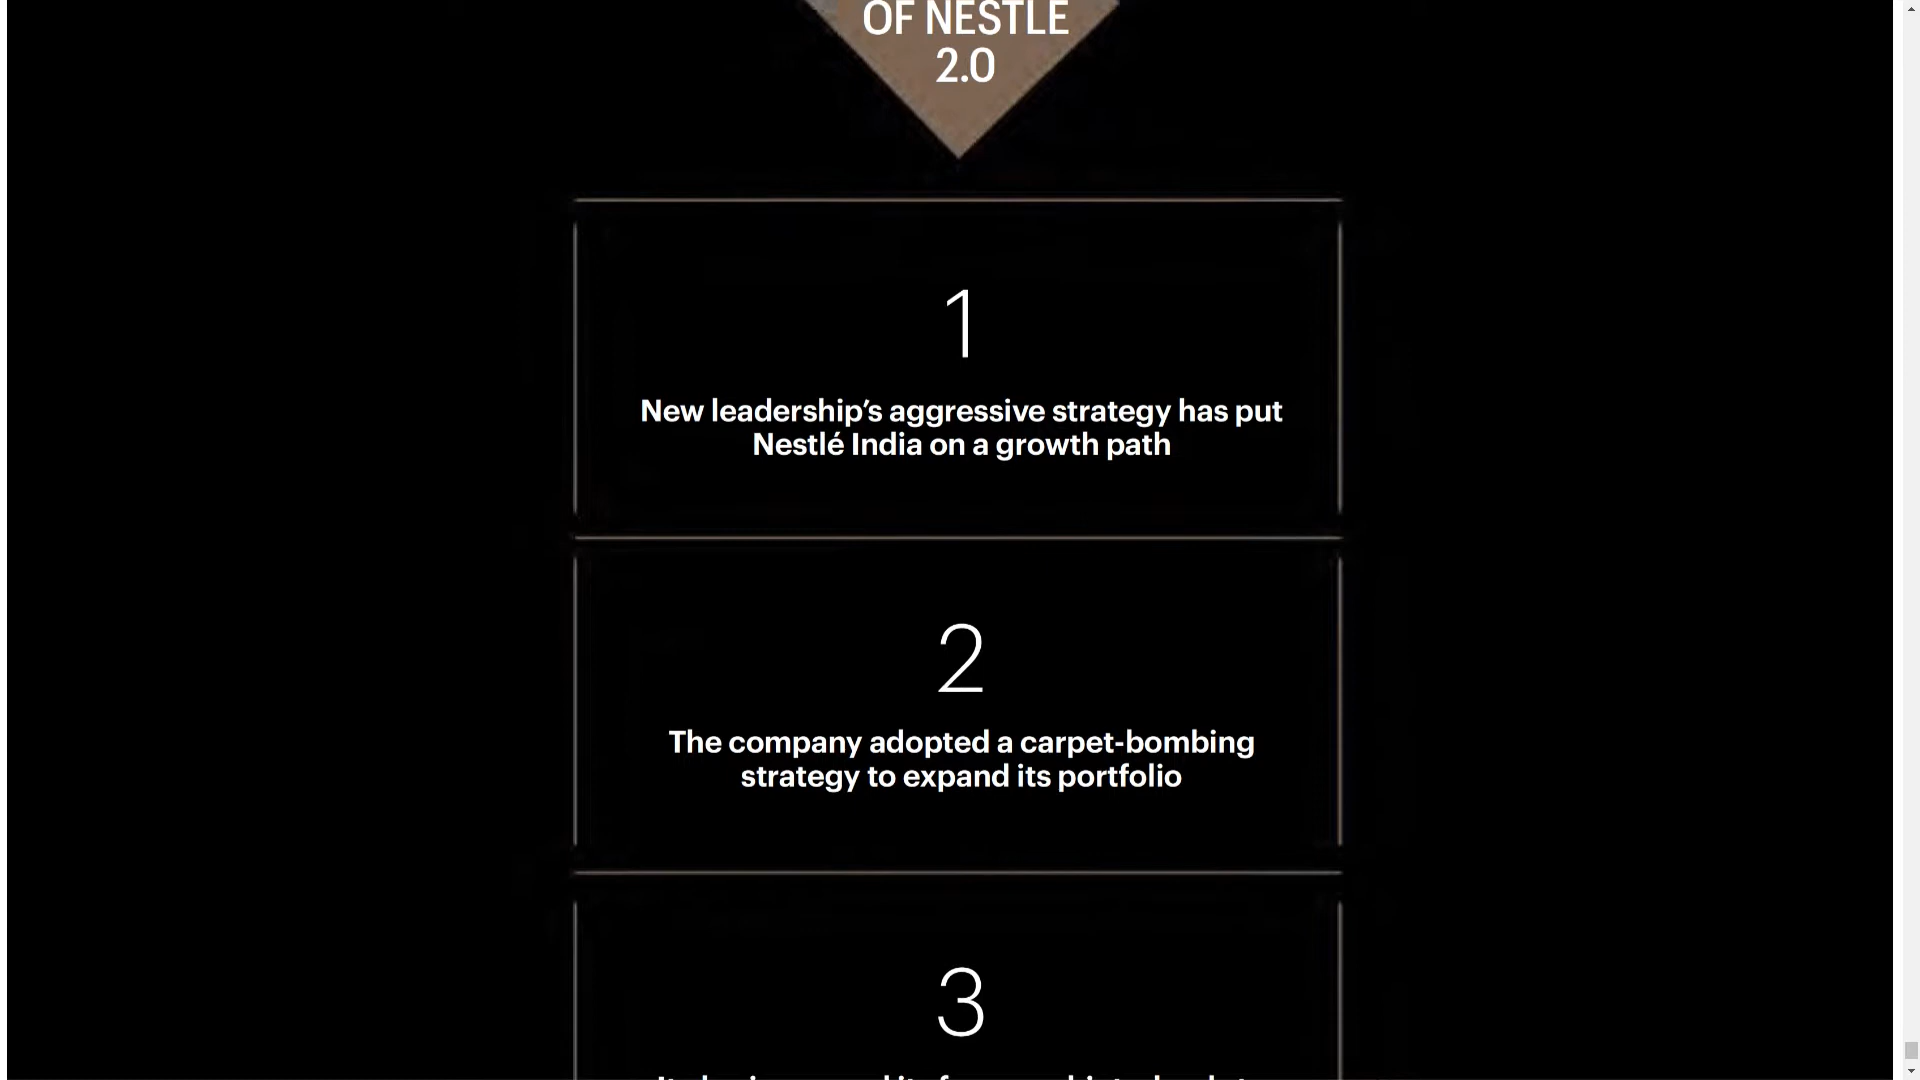 OF NESTLÉ
2.0
1
New leadership’s aggressive strategy has put
Nestlé India on a growth path
2
The company adopted a carpet-bombing
strategy to expand its portfolio
3